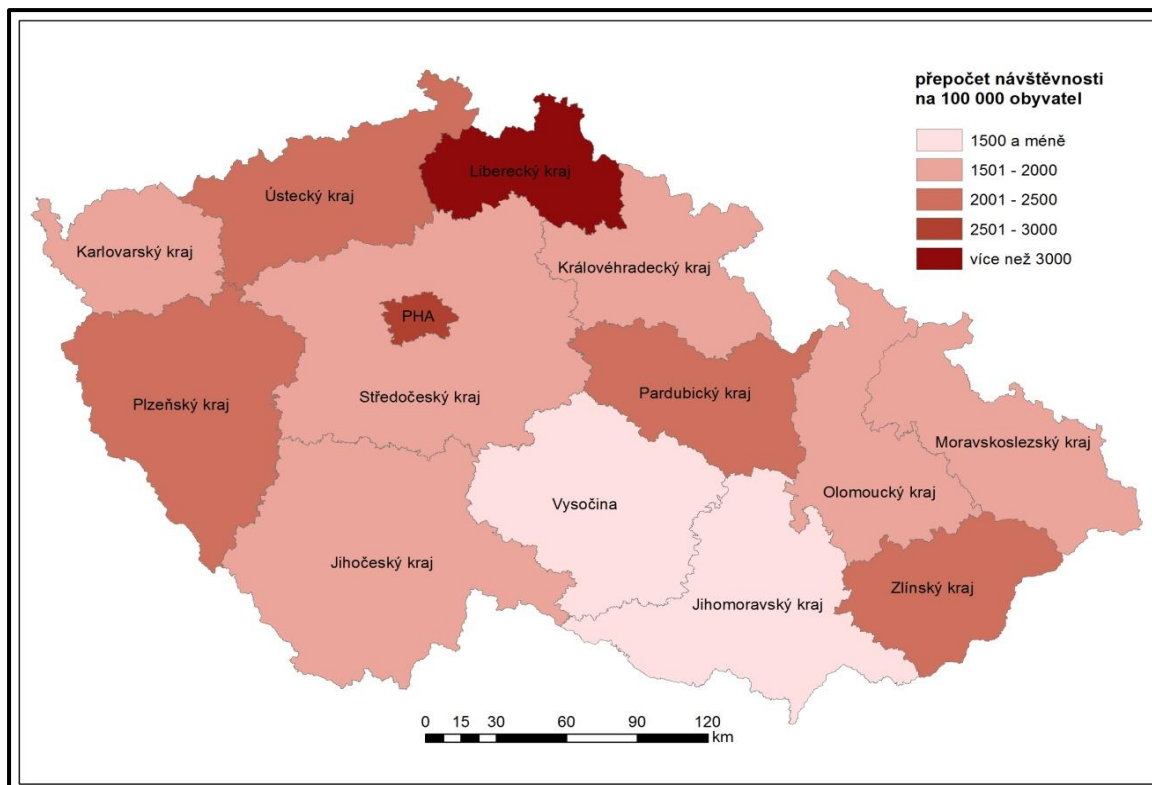 přepočet návštěvnosti
na 100 000 obyvatel
1500 a méně
1501 - 2000
2001 - 2500
2501 - 3000
více než 3000
Liberecký kraj
Ústecký kraj
Karlovarský kraj
Královéhradecký kraj
PHA
Středočeský kraj
Plzeňský kraj
Pardubický kraj
Moravskoslezský kraj
Olomoucký kraj
Vysočina
Jihočeský kraj
Zlínský kraj
Jihomoravský kraj
0 15 30 60 90 120
km